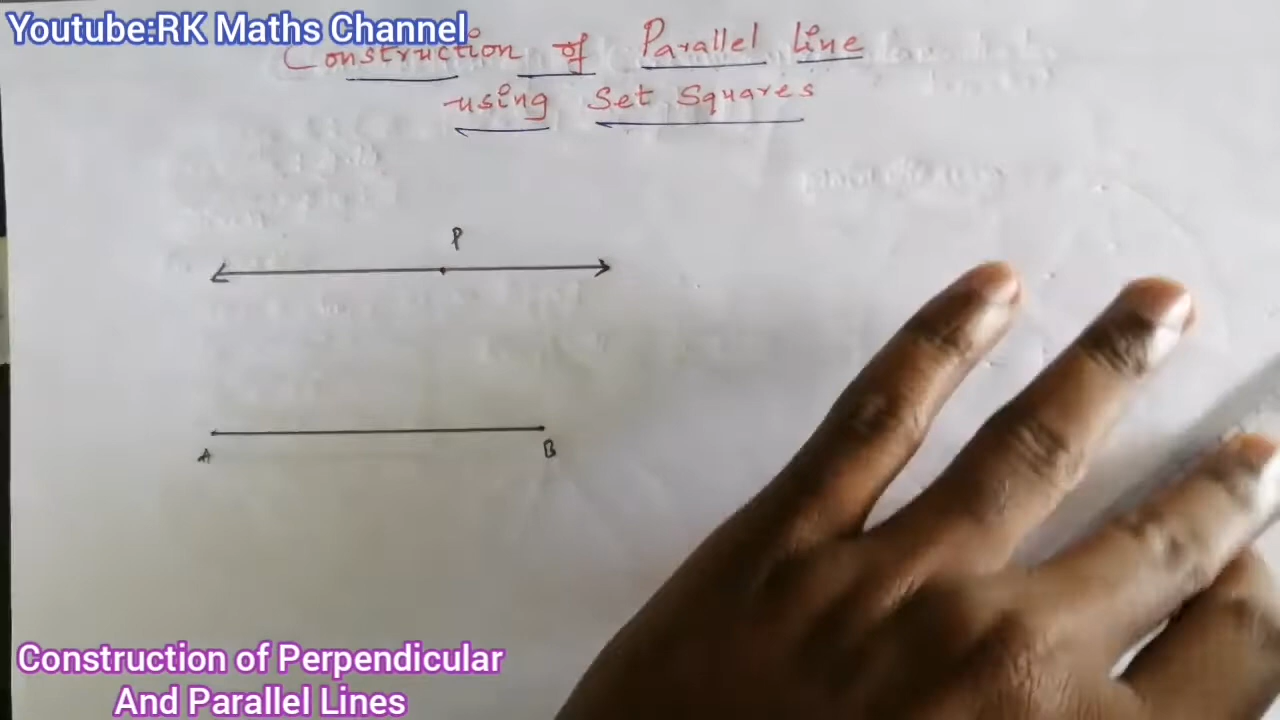 Youtube:RK Maths Channel
Construction of Parallel Line
using Set Squares
P
A
B
Construction of Perpendicular
And Parallel Lines